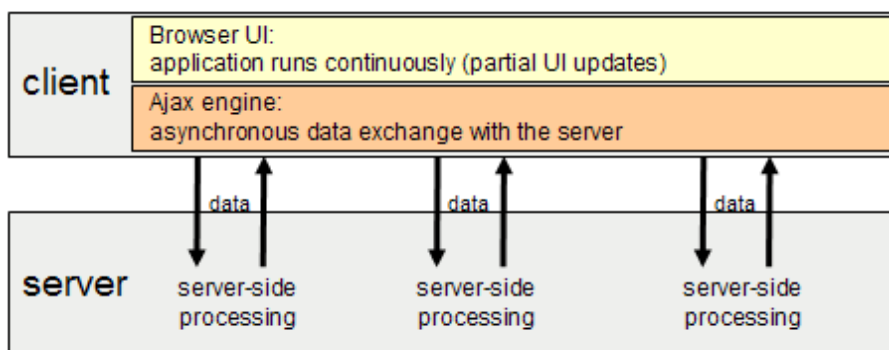 client
Browser UI:
application runs continuously (partial UI updates)
Ajax engine:
asynchronous data exchange with the server
data
data
data
server
server-side
processing
server-side
processing
server-side
processing